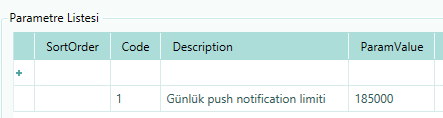 Parametre Listesi
SortOrder Code Description ParamValue
+
1 Günlük push notification limiti 185000